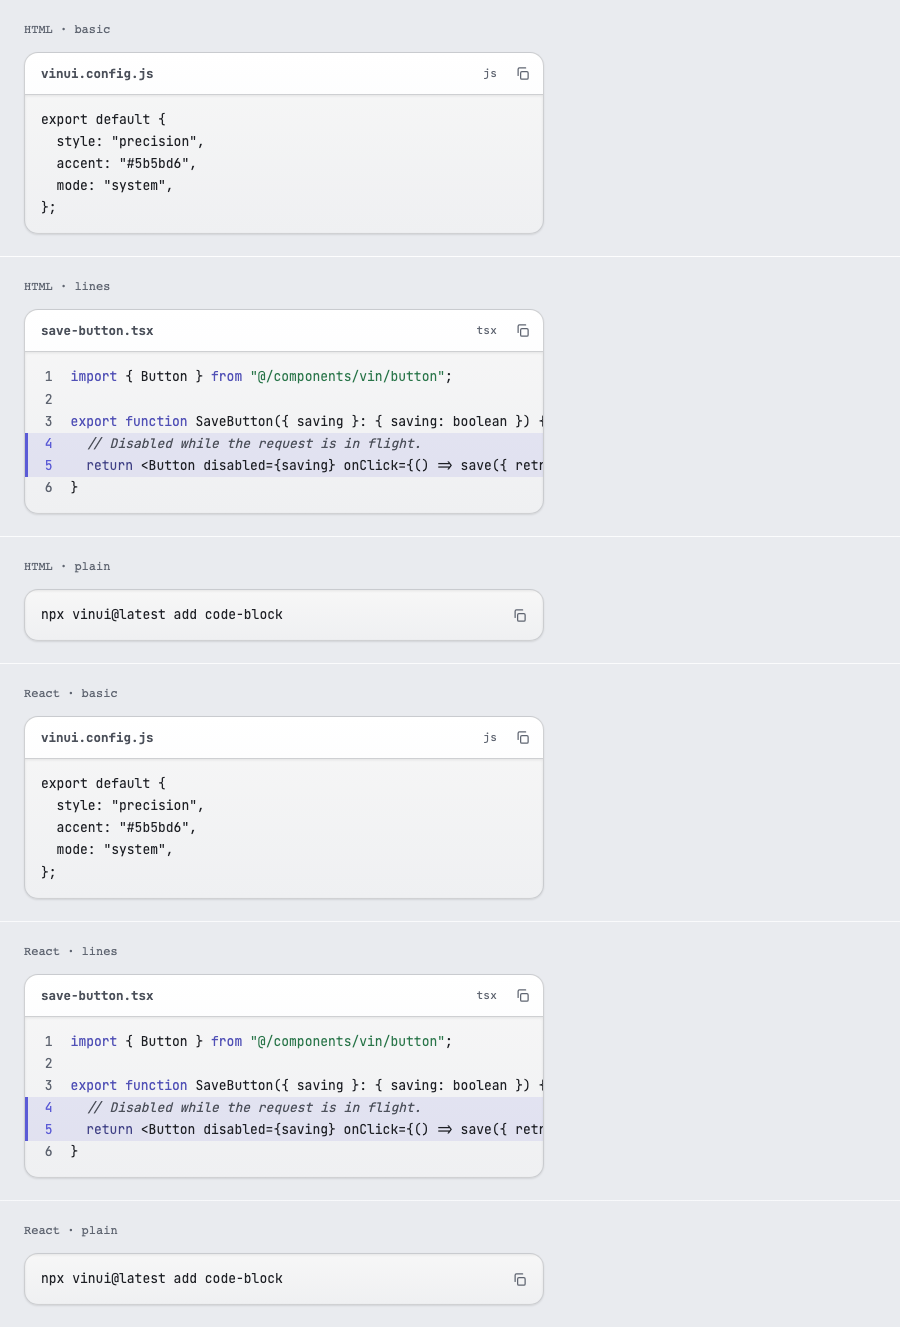 HTML · basic
vinui.config.js js
export default {
  style: "precision",
  accent: "#5b5bd6",
  mode: "system",
};
HTML · lines
save-button.tsx tsx
1 import { Button } from "@/components/vin/button";
2
3 export function SaveButton({ saving }: { saving: boolean }) {
4   // Disabled while the request is in flight.
5   return <Button disabled={saving} onClick={() => save({ retr
6 }
HTML · plain
npx vinui@latest add code-block
React · basic
vinui.config.js js
export default {
  style: "precision",
  accent: "#5b5bd6",
  mode: "system",
};
React · lines
save-button.tsx tsx
1 import { Button } from "@/components/vin/button";
2
3 export function SaveButton({ saving }: { saving: boolean }) {
4   // Disabled while the request is in flight.
5   return <Button disabled={saving} onClick={() => save({ retr
6 }
React · plain
npx vinui@latest add code-block